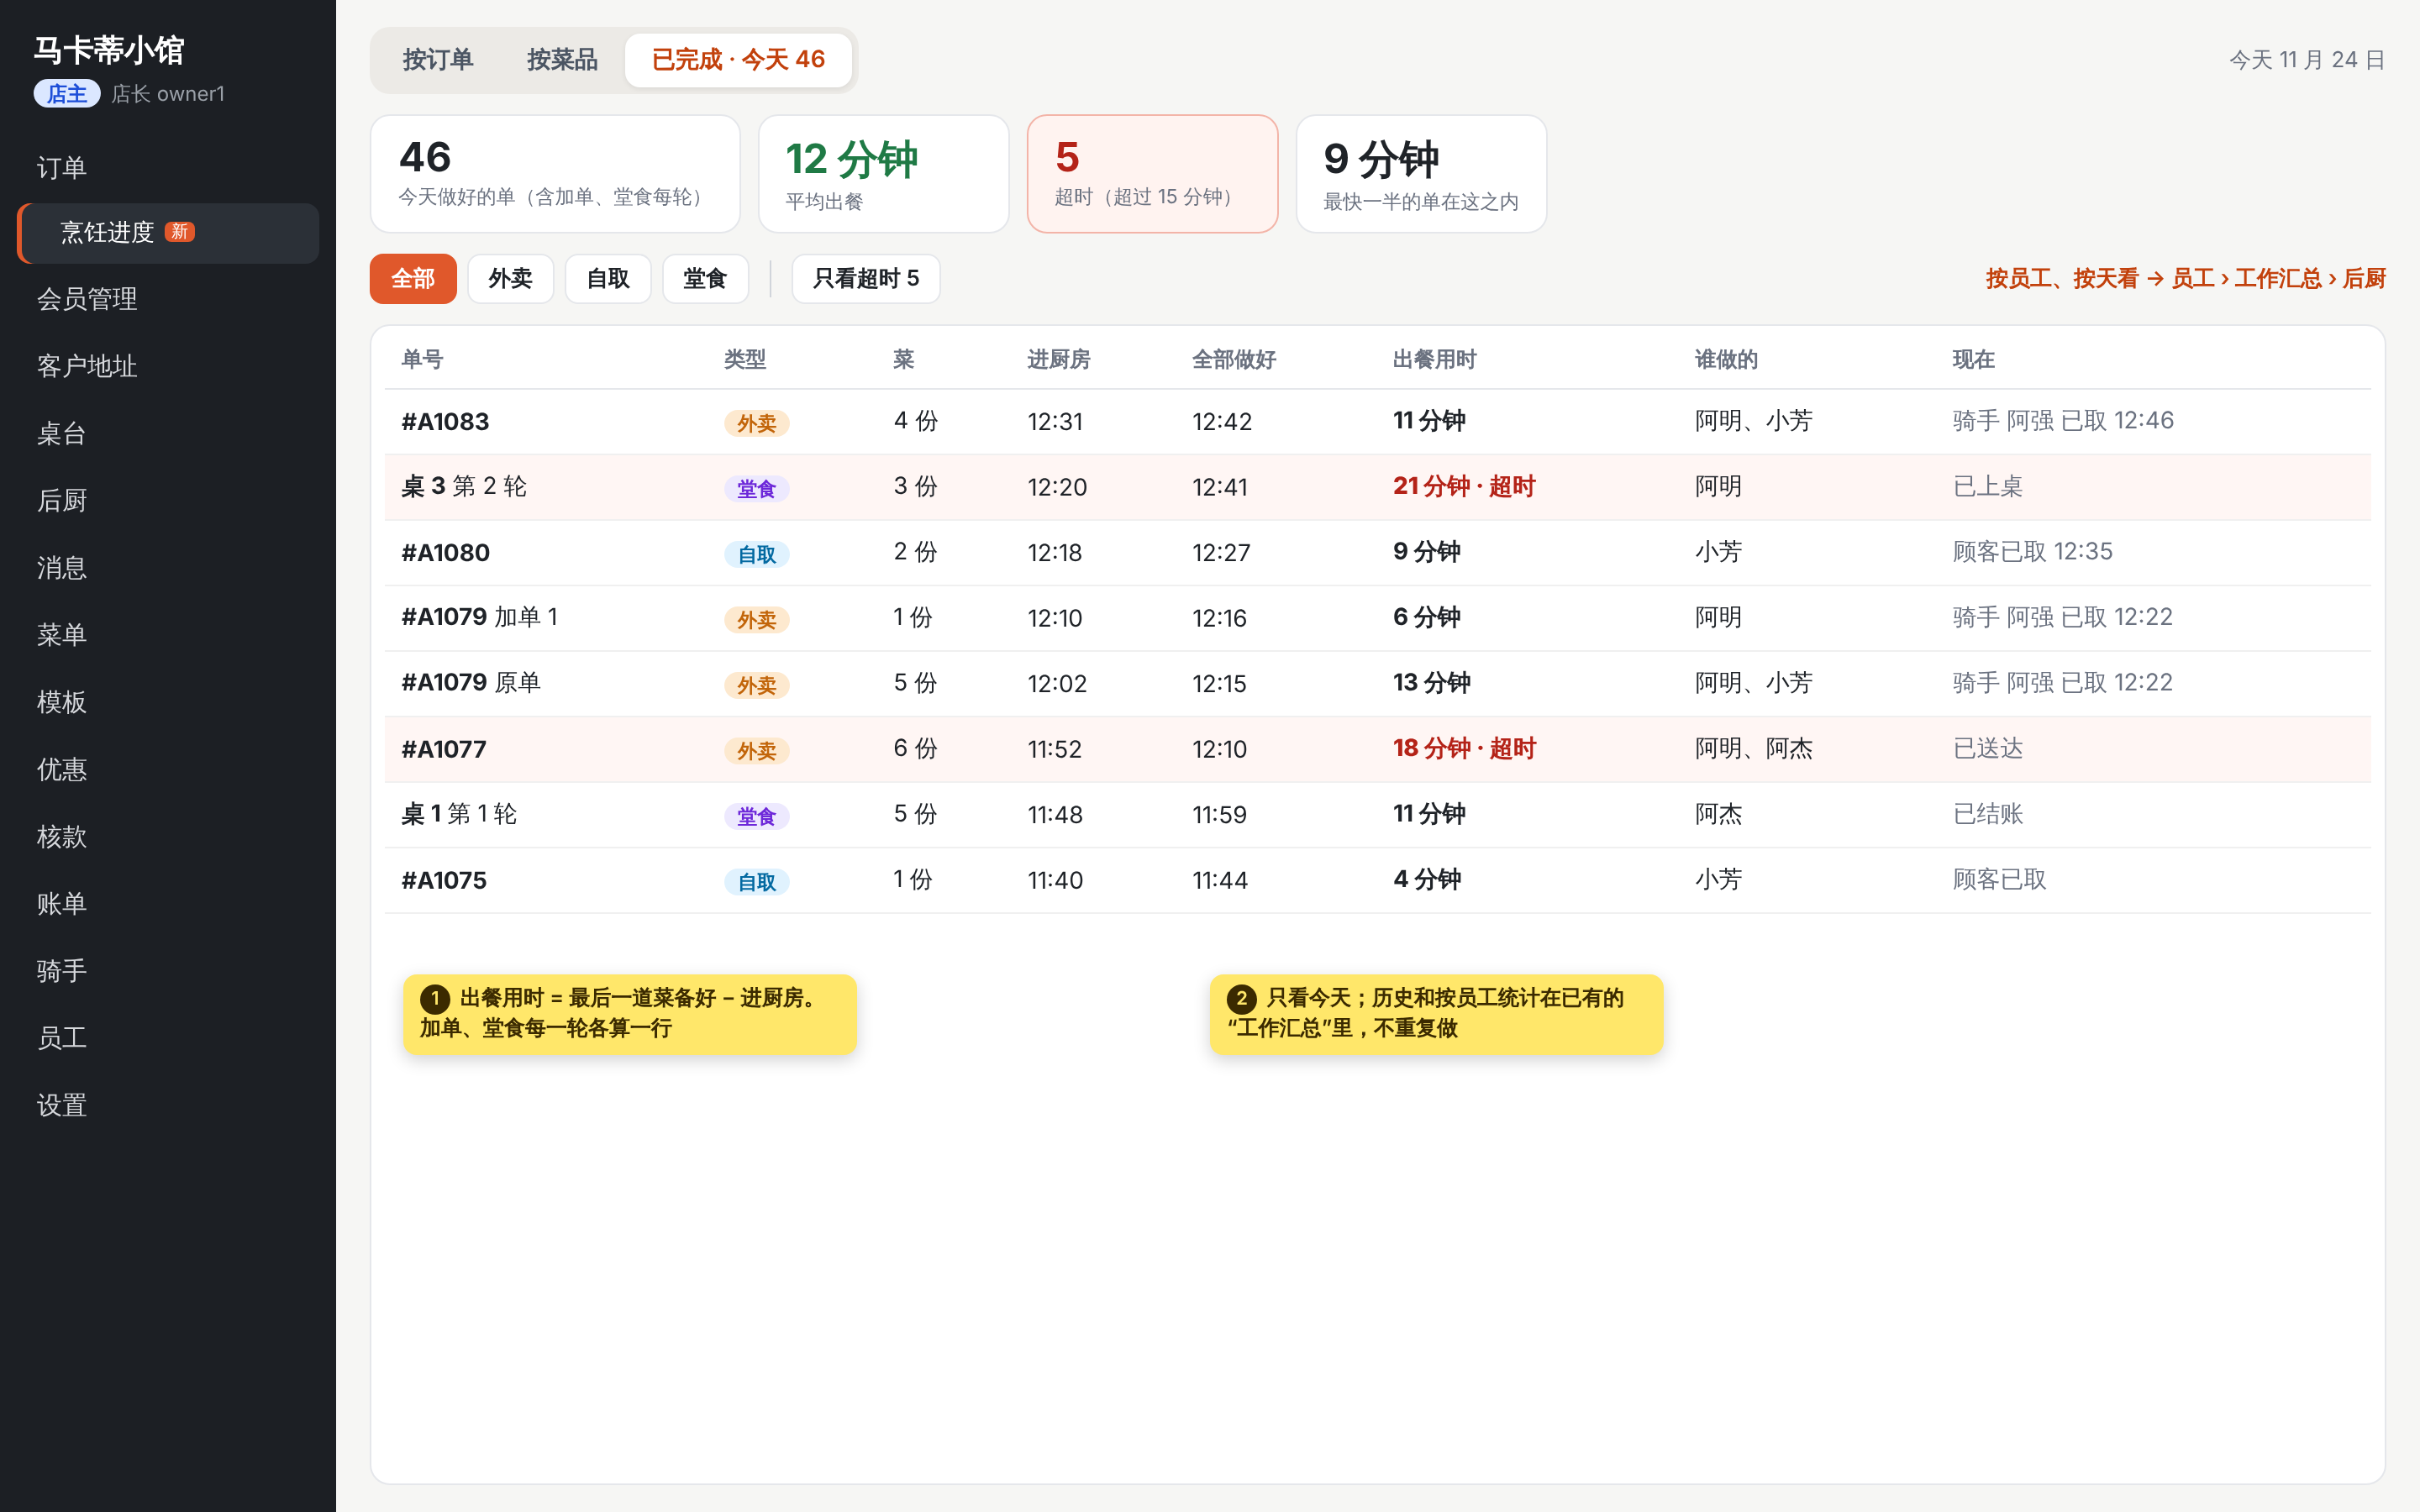 马卡蒂小馆
店主 店长 owner1
订单
烹饪进度 新
会员管理
客户地址
桌台
后厨
消息
菜单
模板
优惠
核款
账单
骑手
员工
设置
按订单 按菜品 已完成 · 今天 46
今天 11 月 24 日
46
今天做好的单（含加单、堂食每轮）
12 分钟
平均出餐
5
超时（超过 15 分钟）
9 分钟
最快一半的单在这之内
全部 外卖 自取 堂食 只看超时 5
按员工、按天看 → 员工 › 工作汇总 › 后厨
单号 类型 菜 进厨房 全部做好 出餐用时 谁做的 现在
#A1083 外卖 4 份 12:31 12:42 11 分钟 阿明、小芳 骑手 阿强 已取 12:46
桌 3 第 2 轮 堂食 3 份 12:20 12:41 21 分钟 · 超时 阿明 已上桌
#A1080 自取 2 份 12:18 12:27 9 分钟 小芳 顾客已取 12:35
#A1079 加单 1 外卖 1 份 12:10 12:16 6 分钟 阿明 骑手 阿强 已取 12:22
#A1079 原单 外卖 5 份 12:02 12:15 13 分钟 阿明、小芳 骑手 阿强 已取 12:22
#A1077 外卖 6 份 11:52 12:10 18 分钟 · 超时 阿明、阿杰 已送达
桌 1 第 1 轮 堂食 5 份 11:48 11:59 11 分钟 阿杰 已结账
#A1075 自取 1 份 11:40 11:44 4 分钟 小芳 顾客已取
1 出餐用时 = 最后一道菜备好 − 进厨房。
加单、堂食每一轮各算一行
2 只看今天；历史和按员工统计在已有的
“工作汇总”里，不重复做